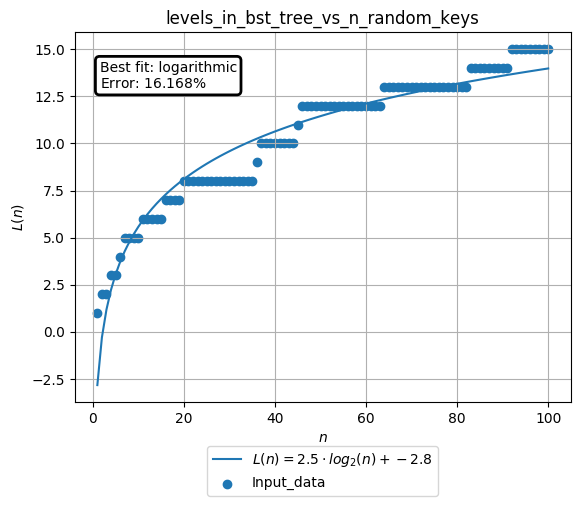 levels_in_bst_tree_vs_n_random_keys
Best fit: logarithmic
Error: 16.168%
15.0
12.5
10.0
7.5
5.0
2.5
0.0
−2.5
L(n)
0 20 40 60 80 100
n
L(n) = 2.5 · log₂(n) + −2.8
Input_data